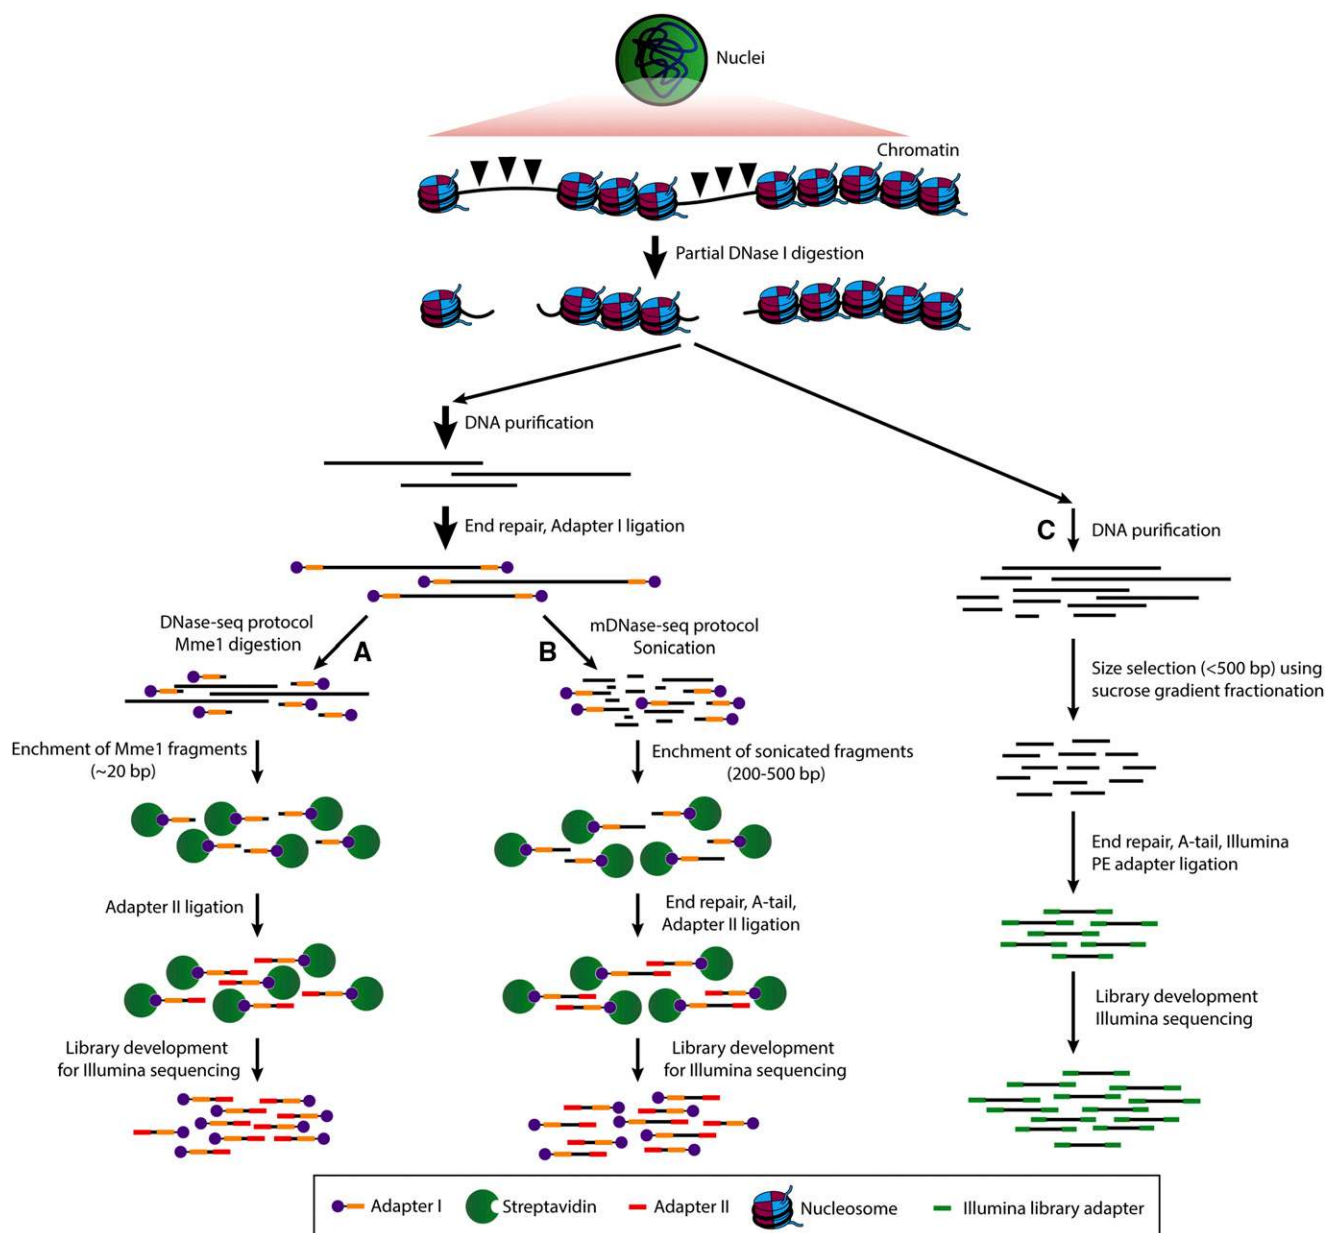 Nuclei
Chromatin
Partial DNase I digestion
DNA purification
End repair, Adapter I ligation
DNase-seq protocol
Mme1 digestion
A
B
mDNase-seq protocol
Sonication
Enchment of Mme1 fragments
(~20 bp)
Enchment of sonicated fragments
(200-500 bp)
Adapter II ligation
End repair, A-tail,
Adapter II ligation
Library development
for Illumina sequencing
Library development
for Illumina sequencing
C
DNA purification
Size selection (<500 bp) using
sucrose gradient fractionation
End repair, A-tail, Illumina
PE adapter ligation
Library development
Illumina sequencing
Adapter I
Streptavidin
Adapter II
Nucleosome
Illumina library adapter